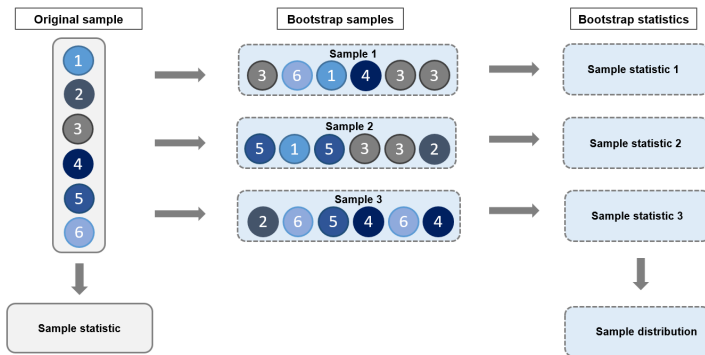 Original sample
Bootstrap samples
Bootstrap statistics
1
2
3
4
5
6
Sample 1
3 6 1 4 3 3
Sample 2
5 1 5 3 3 2
Sample 3
2 6 5 4 6 4
Sample statistic 1
Sample statistic 2
Sample statistic 3
Sample statistic
Sample distribution